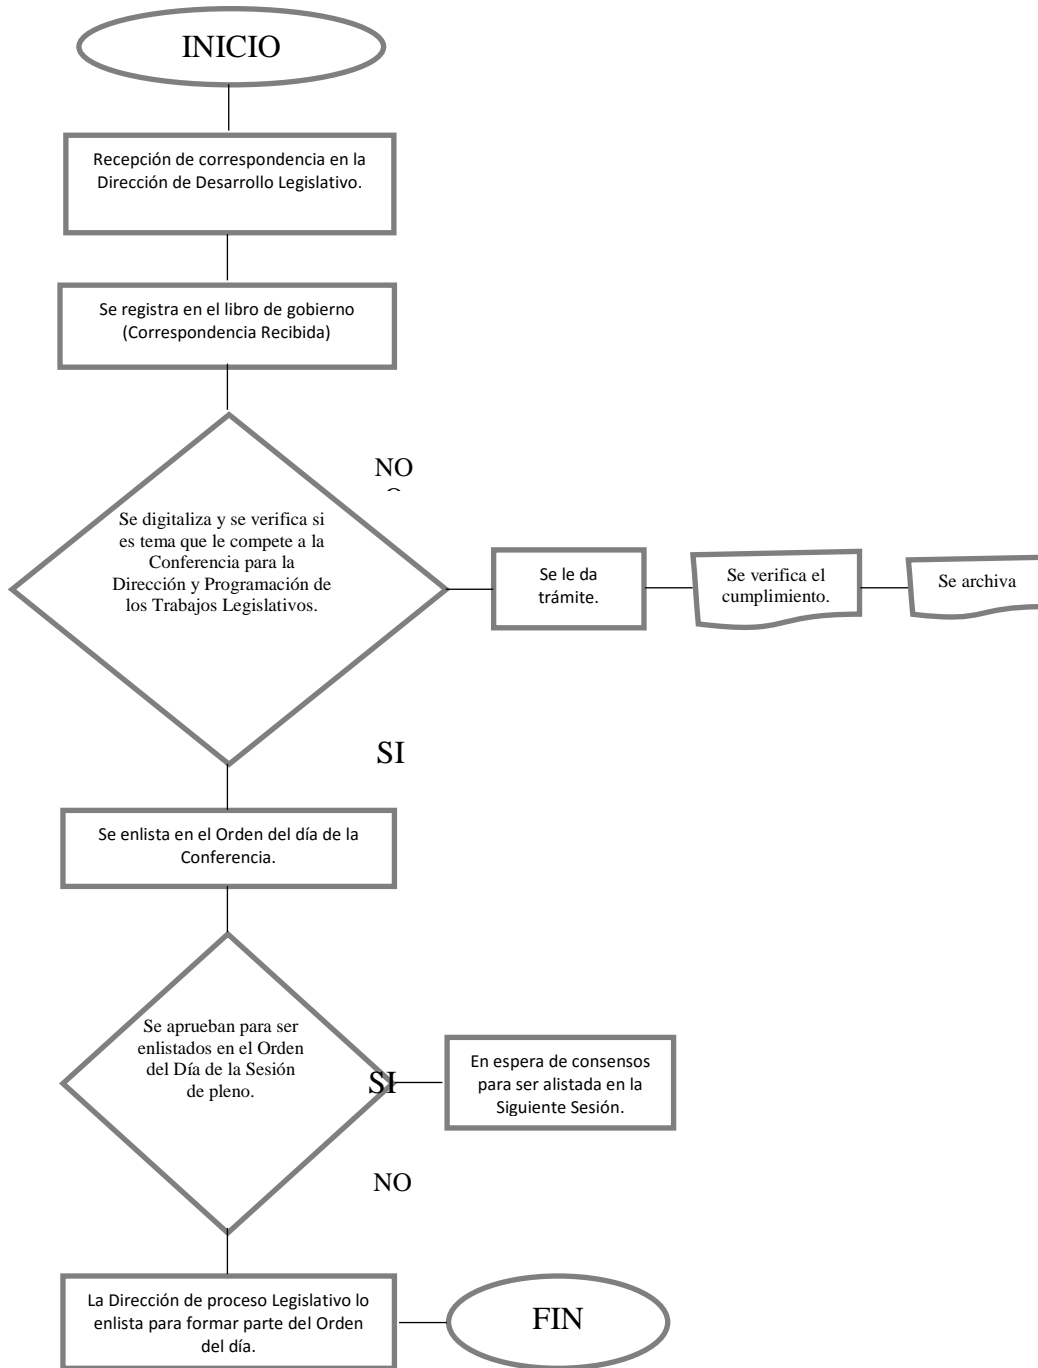 INICIO
Recepción de correspondencia en la
Dirección de Desarrollo Legislativo.
Se registra en el libro de gobierno
(Correspondencia Recibida)
NO
Se digitaliza y se verifica si
es tema que le compete a la
Conferencia para la
Dirección y Programación de
los Trabajos Legislativos.
Se le da
trámite.
Se verifica el
cumplimiento.
Se archiva
SI
Se enlista en el Orden del día de la
Conferencia.
Se aprueban para ser
enlistados en el Orden
del Día de la Sesión
de pleno.
SI
En espera de consensos
para ser alistada en la
Siguiente Sesión.
NO
La Dirección de proceso Legislativo lo
enlista para formar parte del Orden
del día.
FIN